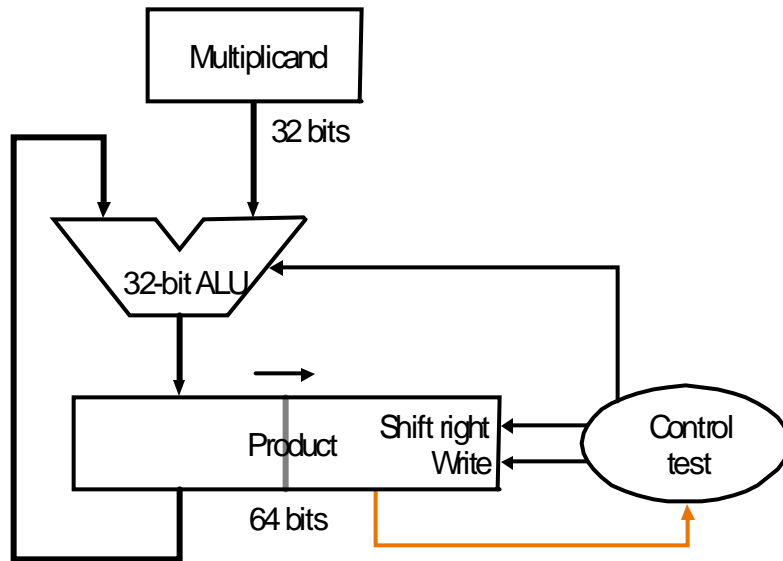 Multiplicand
32 bits
32-bit ALU
Product
Shift right
Write
Control
test
64 bits